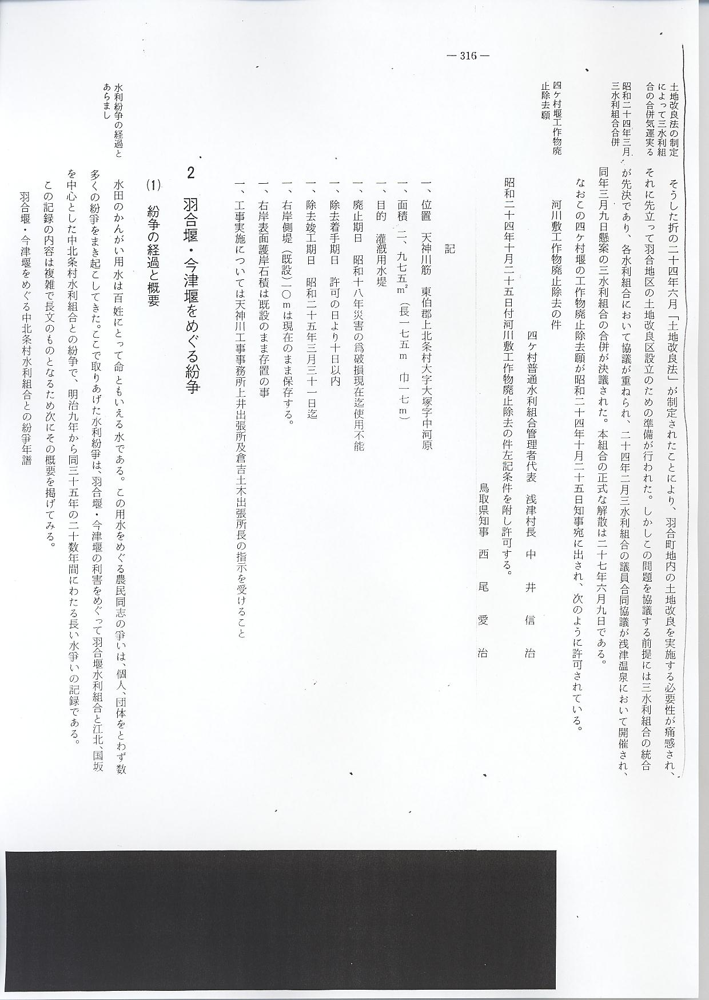 — 316 —
土地改良法の制定
によって三水利組
合の合併気運実る
昭和二十四年三月
三水利組合合併
四ケ村堰工作物廃
止除去願
水利紛争の経過と
あらまし
そうした折の二十四年六月「土地改良法」が制定されたことにより、羽合町地内の土地改良を実施する必要性が痛感され、
それに先立って羽合地区の土地改良区設立のための準備が行われた。しかしこの問題を協議する前提には三水利組合の統合
が先決であり、各水利組合において協議が重ねられ、二十四年二月三水利組合の議員合同協議が浅津温泉において開催され、
同年三月九日懸案の三水利組合の合併が決議された。本組合の正式な解散は二十七年六月九日である。
なおこの四ケ村堰の工作物廃止除去願が昭和二十四年十月二十五日知事宛に出され、次のように許可されている。
河川敷工作物廃止除去の件
四ケ村普通水利組合管理者代表 浅津村長 中井信治
昭和二十四年十月二十五日付河川敷工作物廃止除去の件左記条件を附し許可する。
鳥取県知事 西尾愛治
記
一、位置 天神川筋 東伯郡上北条村大字大塚字中河原
一、面積 二、九七五㎡(長一七五m 巾一七m)
一、目的 灌漑用水堤
一、廃止期日 昭和十八年災害の爲破損現在迄使用不能
一、除去着手期日 許可の日より十日以内
一、除去竣工期日 昭和二十五年三月三十一日迄
一、右岸側堤(既設)一〇mは現在のまま保存する。
一、右岸表面護岸石積は既設のまま存置の事
一、工事実施については天神川工事事務所上井出張所及倉吉土木出張所長の指示を受けること
2 羽合堰・今津堰をめぐる紛争
(1) 紛争の経過と概要
水田のかんがい用水は百姓にとって命ともいえる水である。この用水をめぐる農民同志の爭いは、個人、団体をとわず数
多くの紛爭をまき起こしてきた。ここで取りあげた水利紛爭は、羽合堰・今津堰の利害をめぐって羽合堰水利組合と江北、国坂
を中心とした中北条村水利組合との紛爭で、明治九年から同三十五年の二十数年間にわたる長い水爭いの記録である。
この記録の内容は複雑で長文のものとなるため次にその概要を掲げてみる。
羽合堰・今津堰をめぐる中北条村水利組合との紛爭年譜